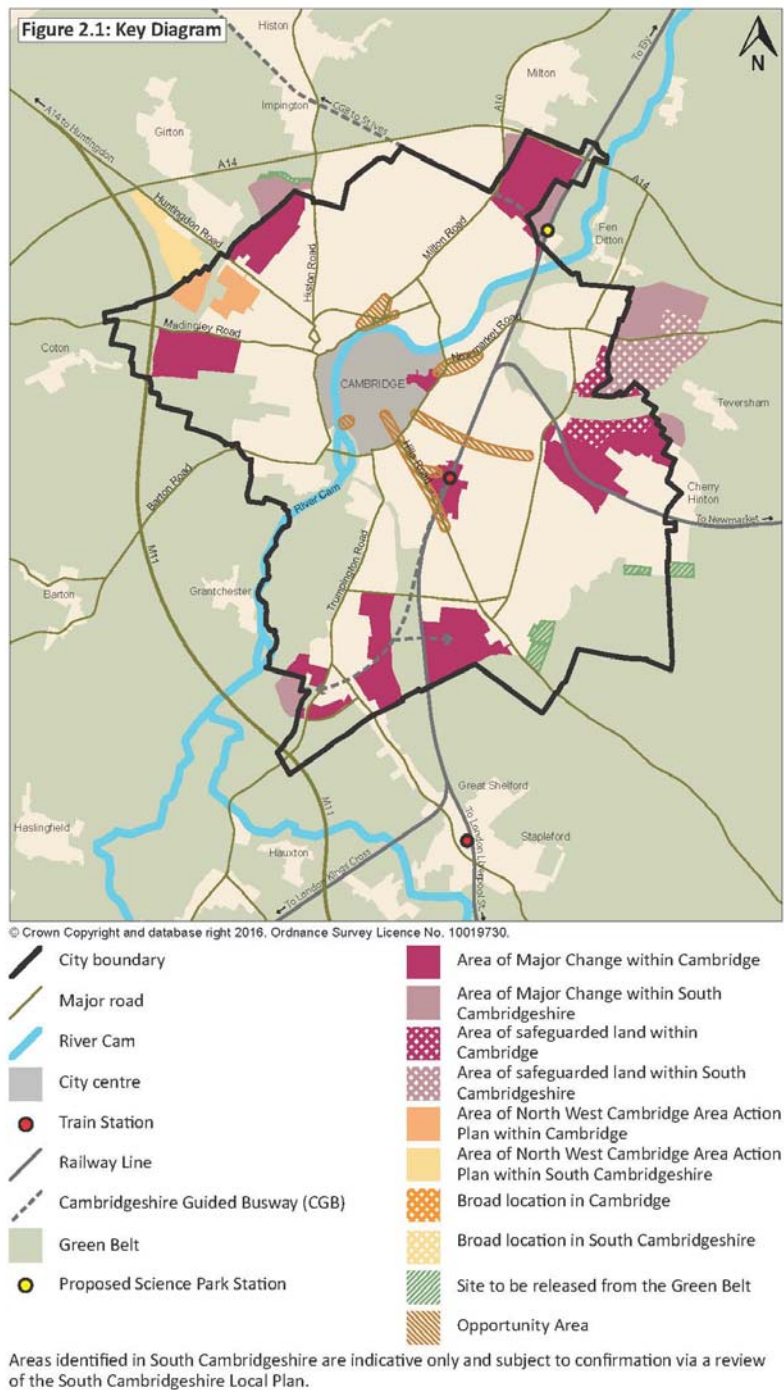 Figure 2.1: Key Diagram
N
Histon
To Ely
Milton
A10
A14 to Huntingdon
Impington
CGB to St Ives
Girton
A14
A14
Huntingdon Road
Histon Road
Milton Road
Fen
Ditton
Madingley Road
Newmarket Road
Coton
CAMBRIDGE
Teversham
Hills Road
Cherry
Hinton
Barton Road
River Cam
To Newmarket
M11
Trumpington Road
Barton
Grantchester
Great Shelford
M11
Haslingfield
To London Liverpool St.
Stapleford
Hauxton
To London Kings Cross
© Crown Copyright and database right 2016. Ordnance Survey Licence No. 10019730.
City boundary
Major road
River Cam
City centre
Train Station
Railway Line
Cambridgeshire Guided Busway (CGB)
Green Belt
Proposed Science Park Station
Area of Major Change within Cambridge
Area of Major Change within South
Cambridgeshire
Area of safeguarded land within
Cambridge
Area of safeguarded land within South
Cambridgeshire
Area of North West Cambridge Area Action
Plan within Cambridge
Area of North West Cambridge Area Action
Plan within South Cambridgeshire
Broad location in Cambridge
Broad location in South Cambridgeshire
Site to be released from the Green Belt
Opportunity Area
Areas identified in South Cambridgeshire are indicative only and subject to confirmation via a review
of the South Cambridgeshire Local Plan.